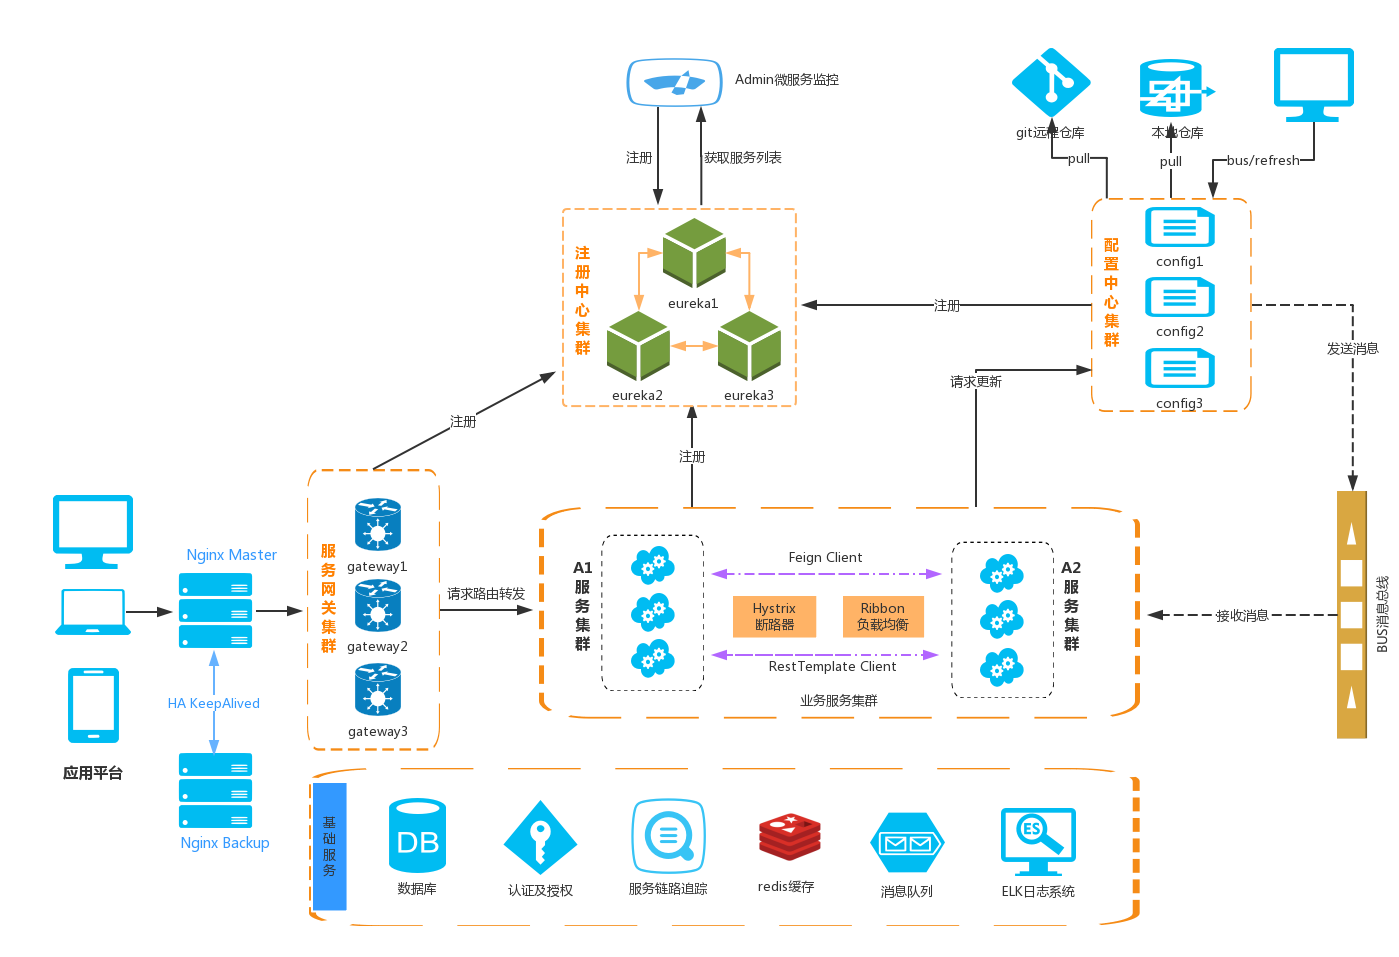 Admin微服务监控
git远程仓库
本地仓库
注册
获取服务列表
pull
pull
bus/refresh
注册中心集群
eureka1
eureka2
eureka3
配置中心集群
config1
config2
config3
注册
发送消息
请求更新
注册
注册
Nginx Master
HA KeepAlived
Nginx Backup
应用平台
服务网关集群
gateway1
gateway2
gateway3
请求路由转发
A1
服务集群
Feign Client
Hystrix
断路器
Ribbon
负载均衡
RestTemplate Client
业务服务集群
A2
服务集群
接收消息
BUS消息总线
基础服务
DB
数据库
认证及授权
服务链路追踪
redis缓存
消息队列
ES
ELK日志系统